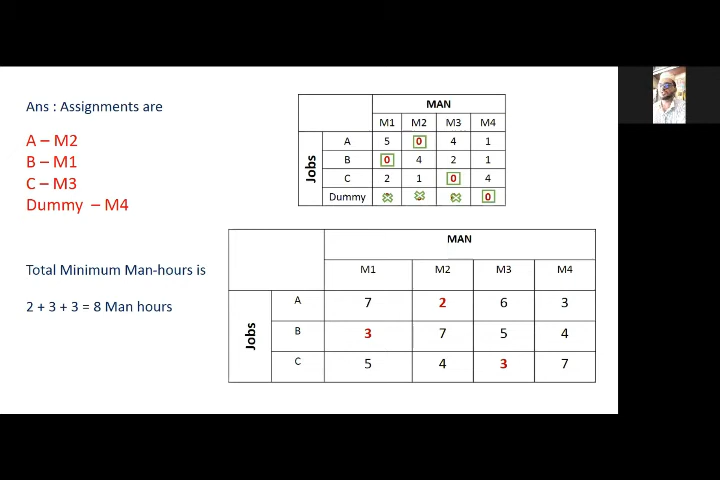 Ans : Assignments are
A – M2
B – M1
C – M3
Dummy – M4
Total Minimum Man-hours is
2 + 3 + 3 = 8 Man hours
MAN
M1 M2 M3 M4
Jobs
A 5 0 4 1
B 0 4 2 1
C 2 1 0 4
Dummy 0
MAN
M1 M2 M3 M4
Jobs
A 7 2 6 3
B 3 7 5 4
C 5 4 3 7